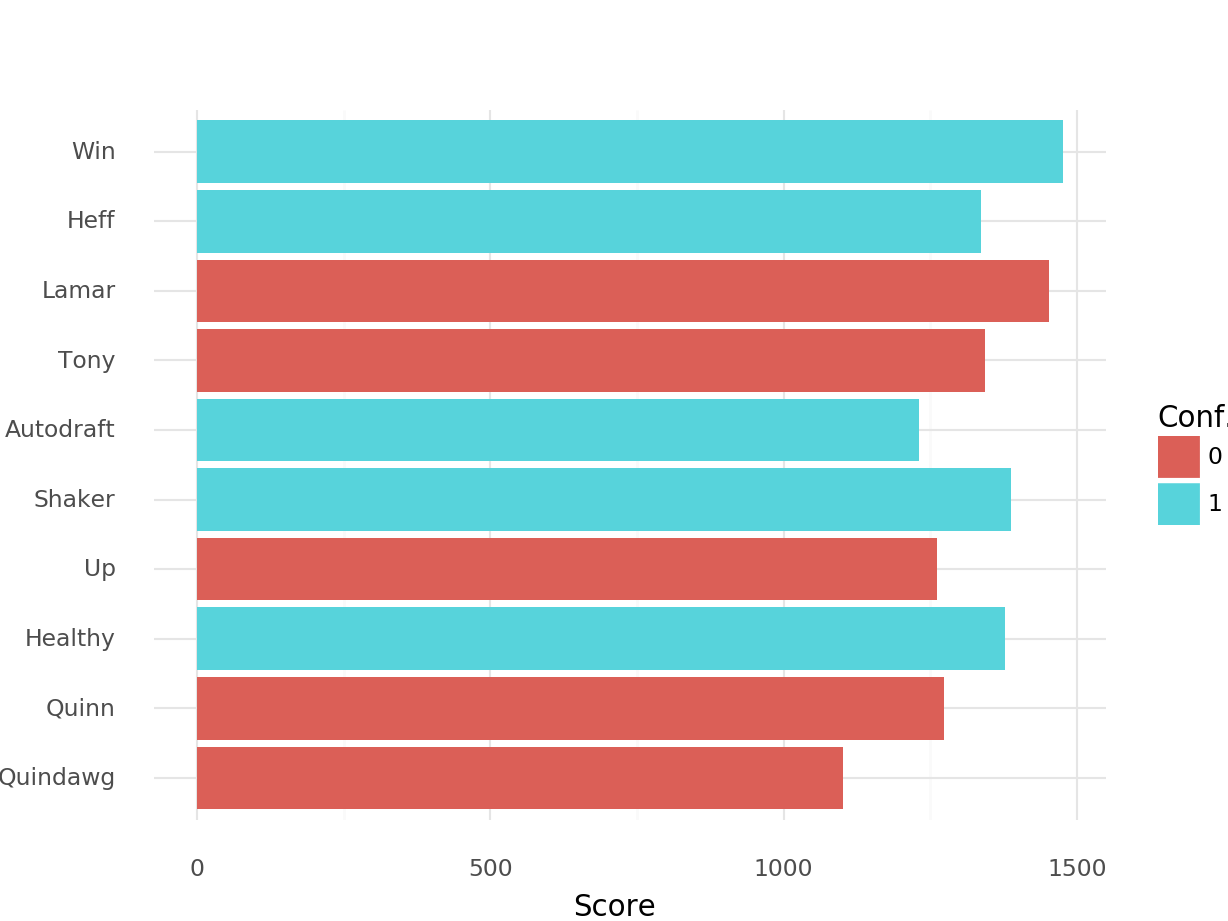 Win
Heff
Lamar
Tony
Autodraft
Shaker
Up
Healthy
Quinn
Quindawg
0 500 1000 1500
Score
Conf.
0
1